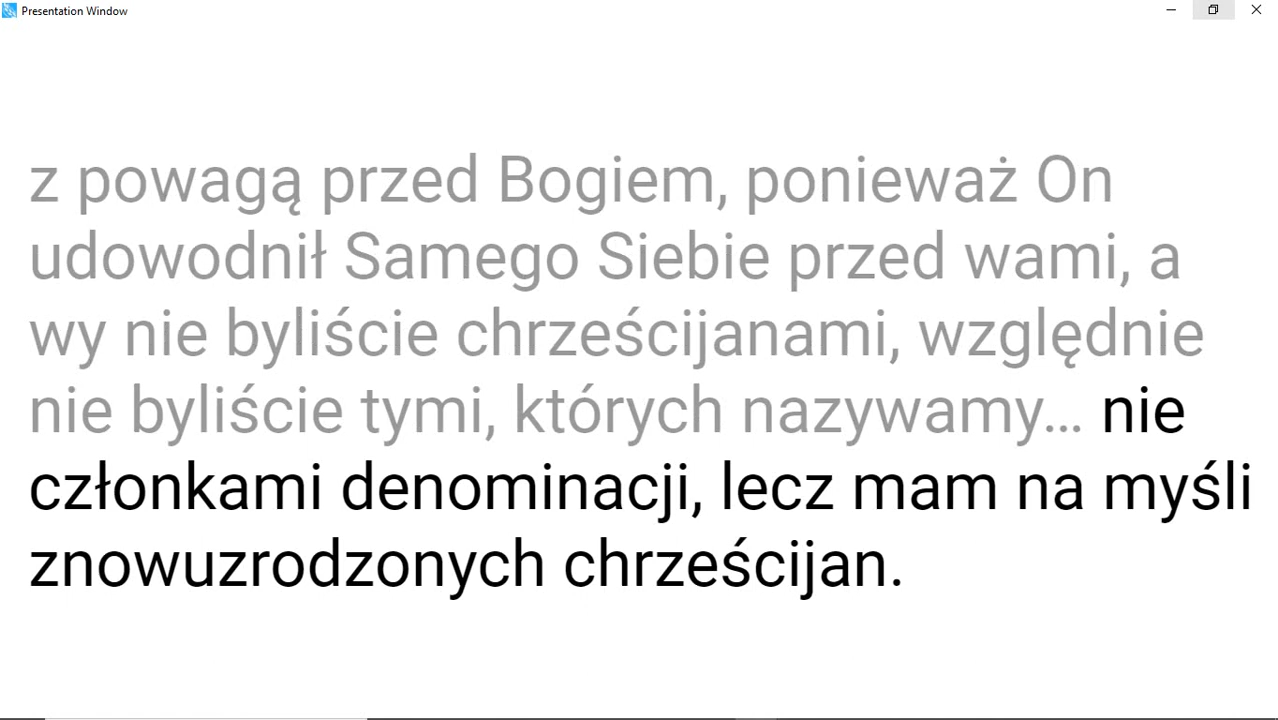 Presentation Window
z powagą przed Bogiem, ponieważ On
udowodnił Samego Siebie przed wami, a
wy nie byliście chrześcijanami, względnie
nie byliście tymi, których nazywamy... nie
członkami denominacji, lecz mam na myśli
znowuzrodzonych chrześcijan.